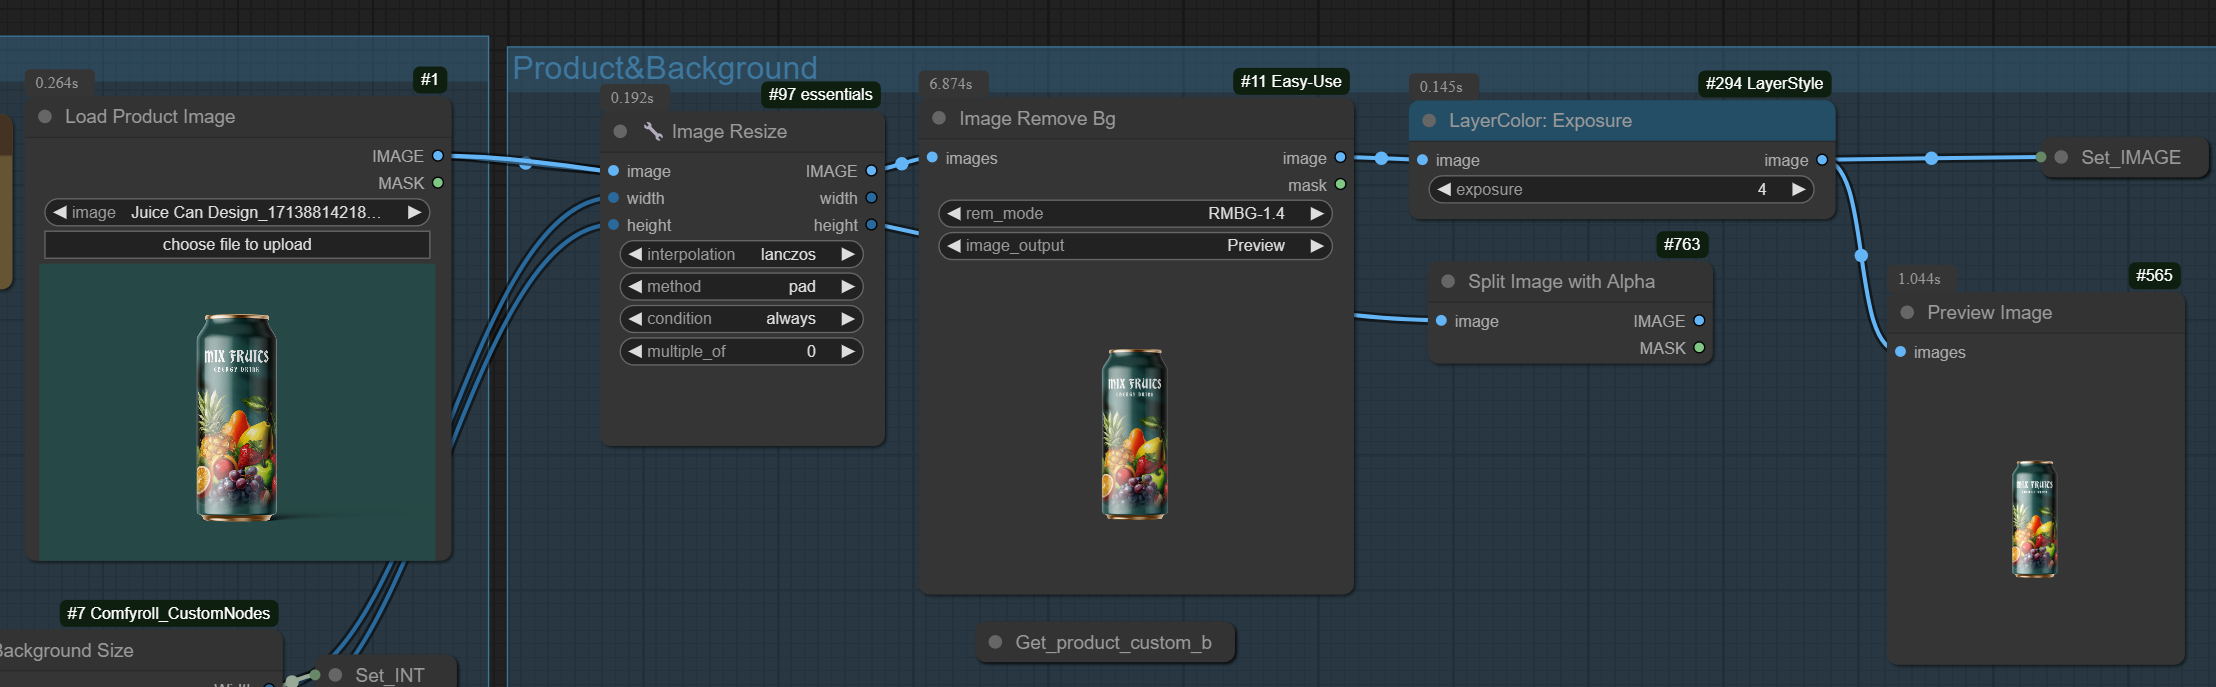 Product&Background
0.264s
#1
Load Product Image
IMAGE
MASK
image Juice Can Design_17138814218...
choose file to upload
MIX FRUITS
ENERGY DRINK
#7 Comfyroll_CustomNodes
Background Size
Width
Set_INT
0.192s
#97 essentials
Image Resize
image IMAGE
width width
height height
interpolation lanczos
method pad
condition always
multiple_of 0
6.874s
#11 Easy-Use
Image Remove Bg
images image
mask
rem_mode RMBG-1.4
image_output Preview
MIX FRUITS
ENERGY DRINK
Get_product_custom_b
0.145s
#294 LayerStyle
LayerColor: Exposure
image image
exposure 4
#763
Split Image with Alpha
image IMAGE
MASK
Set_IMAGE
1.044s
#565
Preview Image
images
MIX FRUITS